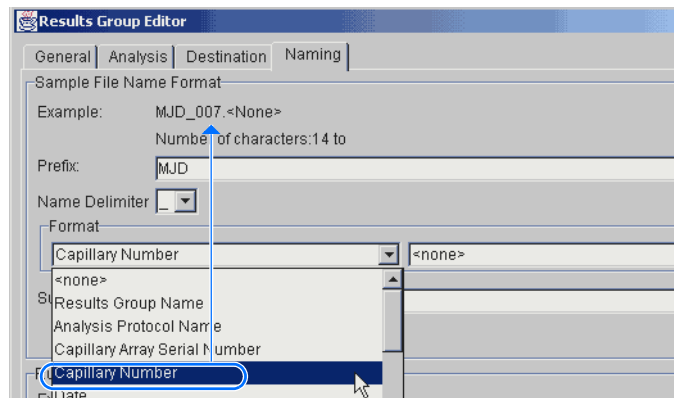 Results Group Editor
General Analysis Destination Naming
Sample File Name Format
Example: MJD_007.<None>
Number of characters:14 to
Prefix: MJD
Name Delimiter _
Format
Capillary Number <none>
<none>
Results Group Name
Analysis Protocol Name
Capillary Array Serial Number
Capillary Number
Date